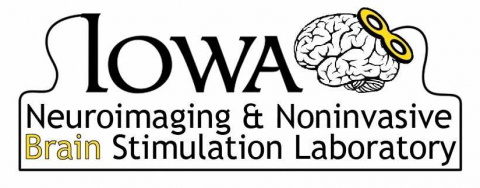 IOWA
Neuroimaging & Noninvasive
Brain Stimulation Laboratory